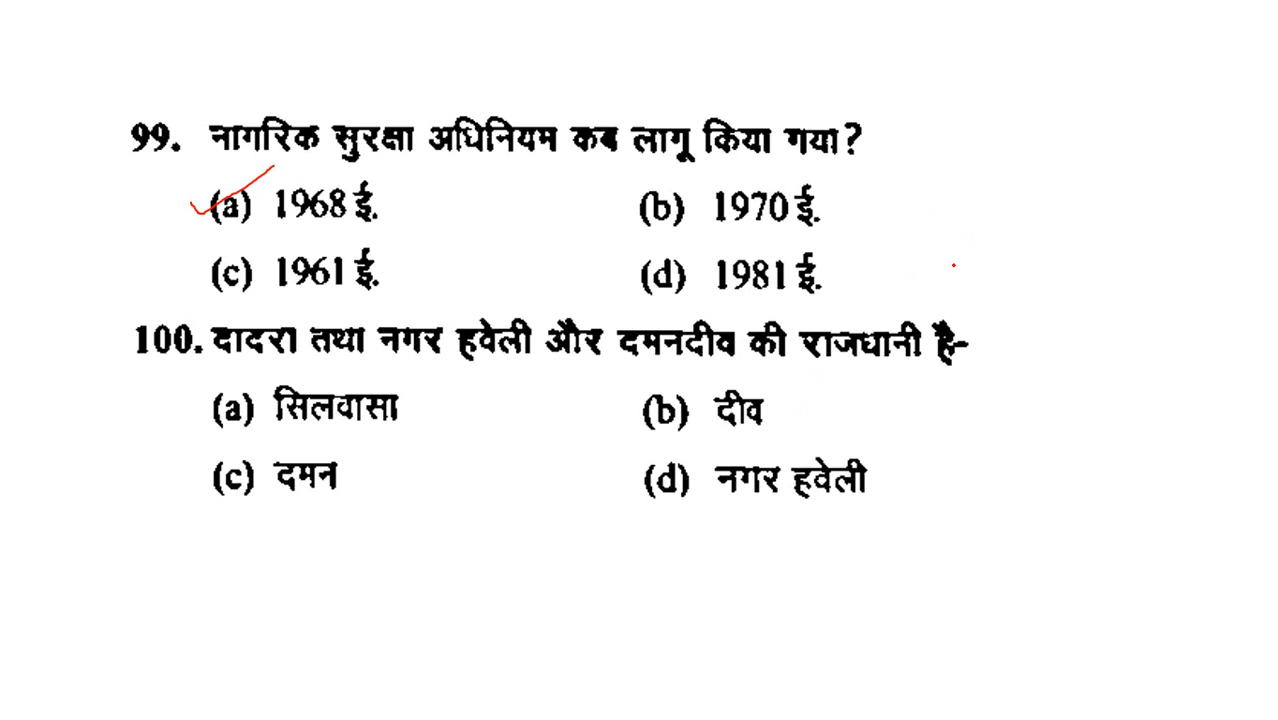 99. नागरिक सुरक्षा अधिनियम कब लागू किया गया?
(a) 1968 ई. (b) 1970 ई.
(c) 1961 ई. (d) 1981 ई.
100. दादरा तथा नगर हवेली और दमनदीव की राजधानी है-
(a) सिलवासा (b) दीव
(c) दमन (d) नगर हवेली